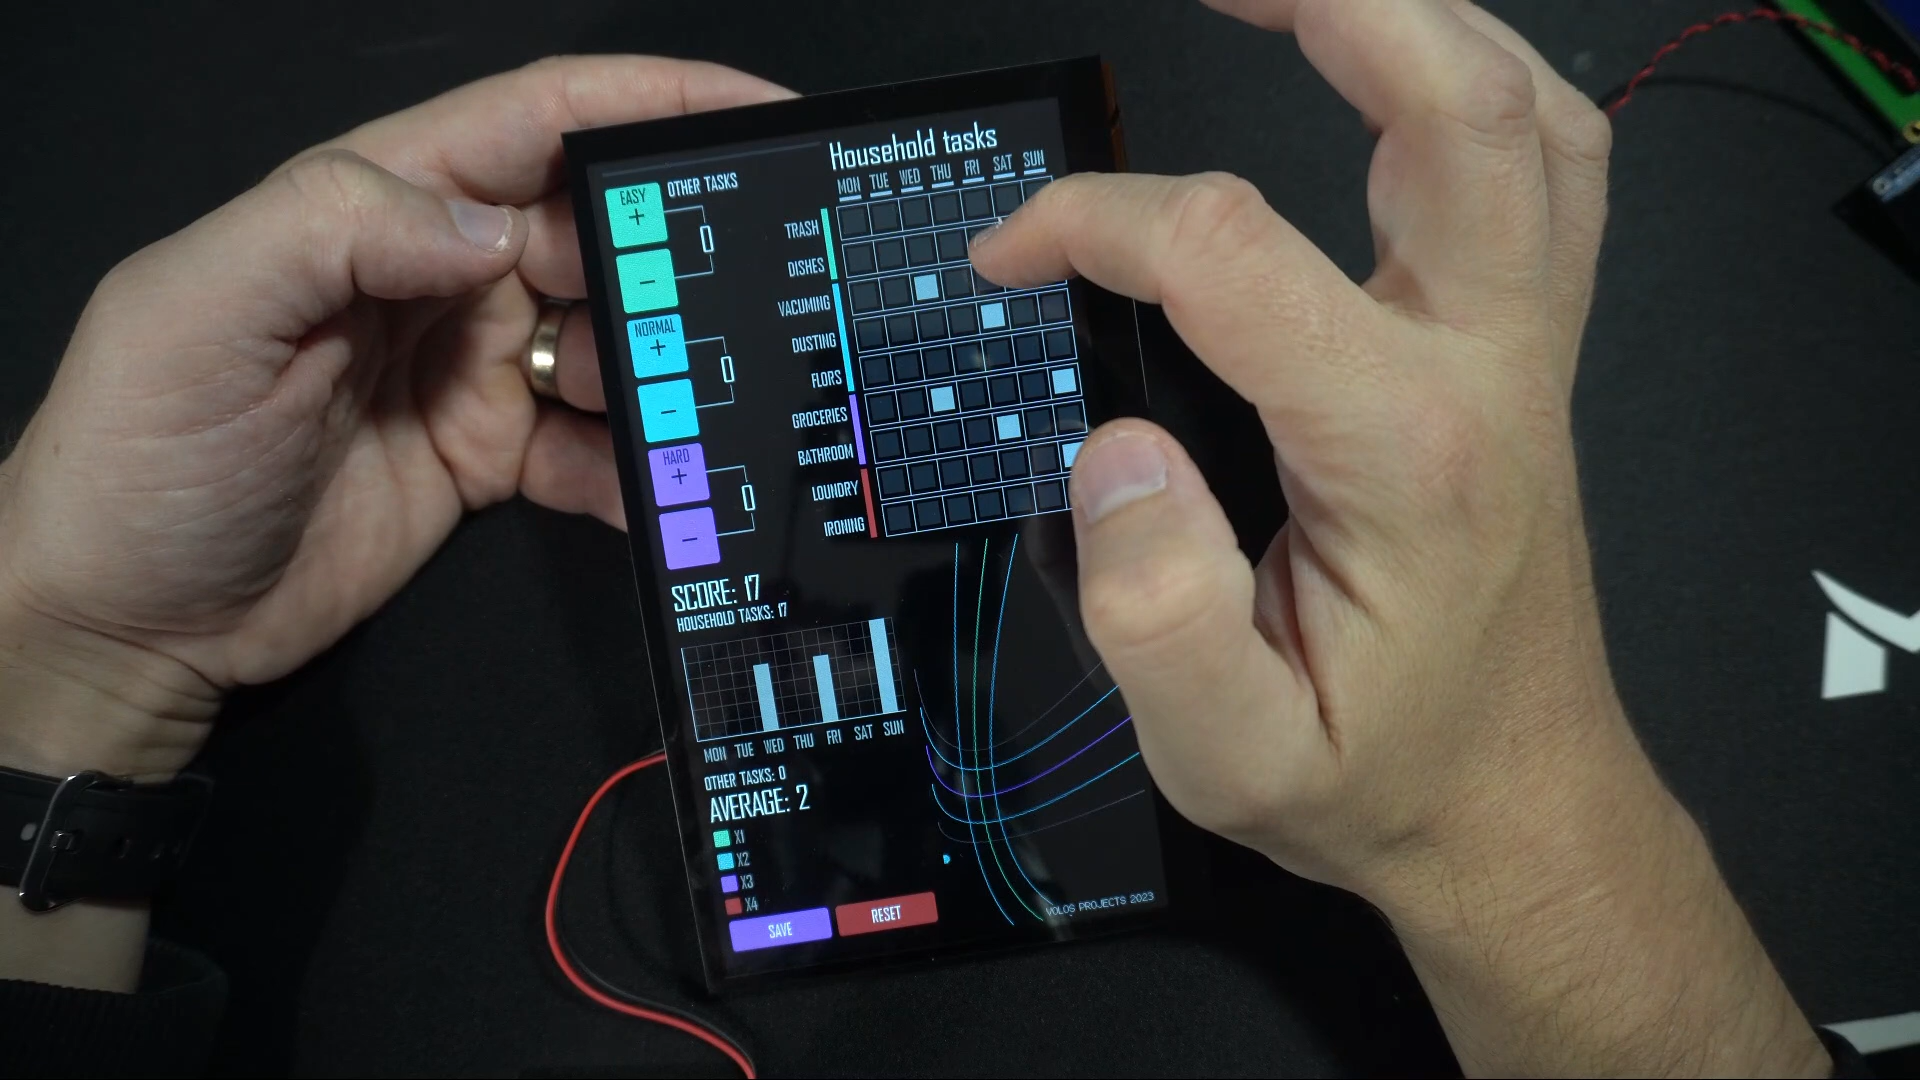 Household tasks
MON TUE WED THU FRI SAT SUN
OTHER TASKS
EASY
+
0
−
NORMAL
+
0
−
HARD
+
0
−
TRASH
DISHES
VACUMING
DUSTING
FLORS
GROCERIES
BATHROOM
LOUNDRY
IRONING
SCORE: 17
HOUSEHOLD TASKS: 17
MON TUE WED THU FRI SAT SUN
OTHER TASKS: 0
AVERAGE: 2
X1
X2
X3
X4
SAVE
RESET
VOLOS PROJECTS 2023